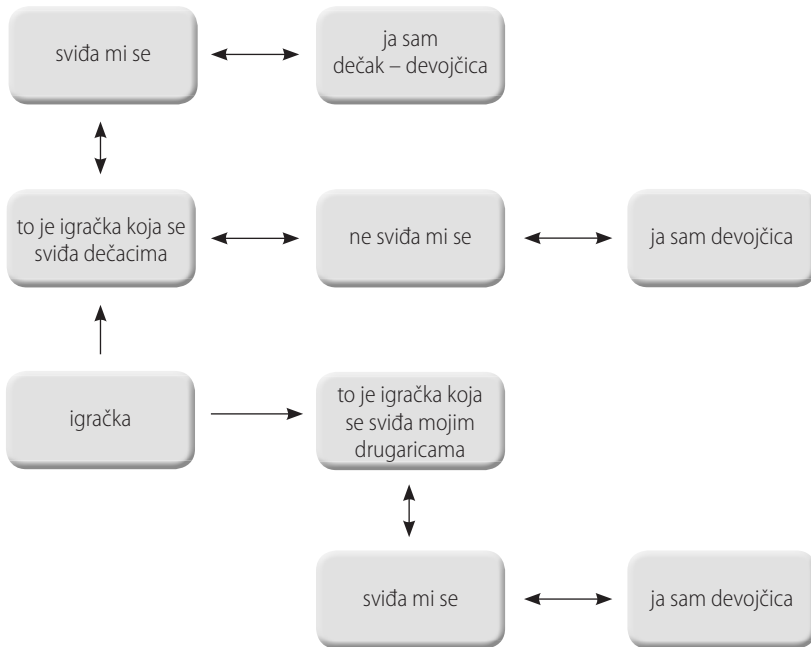 sviđa mi se
ja sam
dečak – devojčica
to je igračka koja se
sviđa dečacima
ne sviđa mi se
ja sam devojčica
igračka
to je igračka koja
se sviđa mojim
drugaricama
sviđa mi se
ja sam devojčica